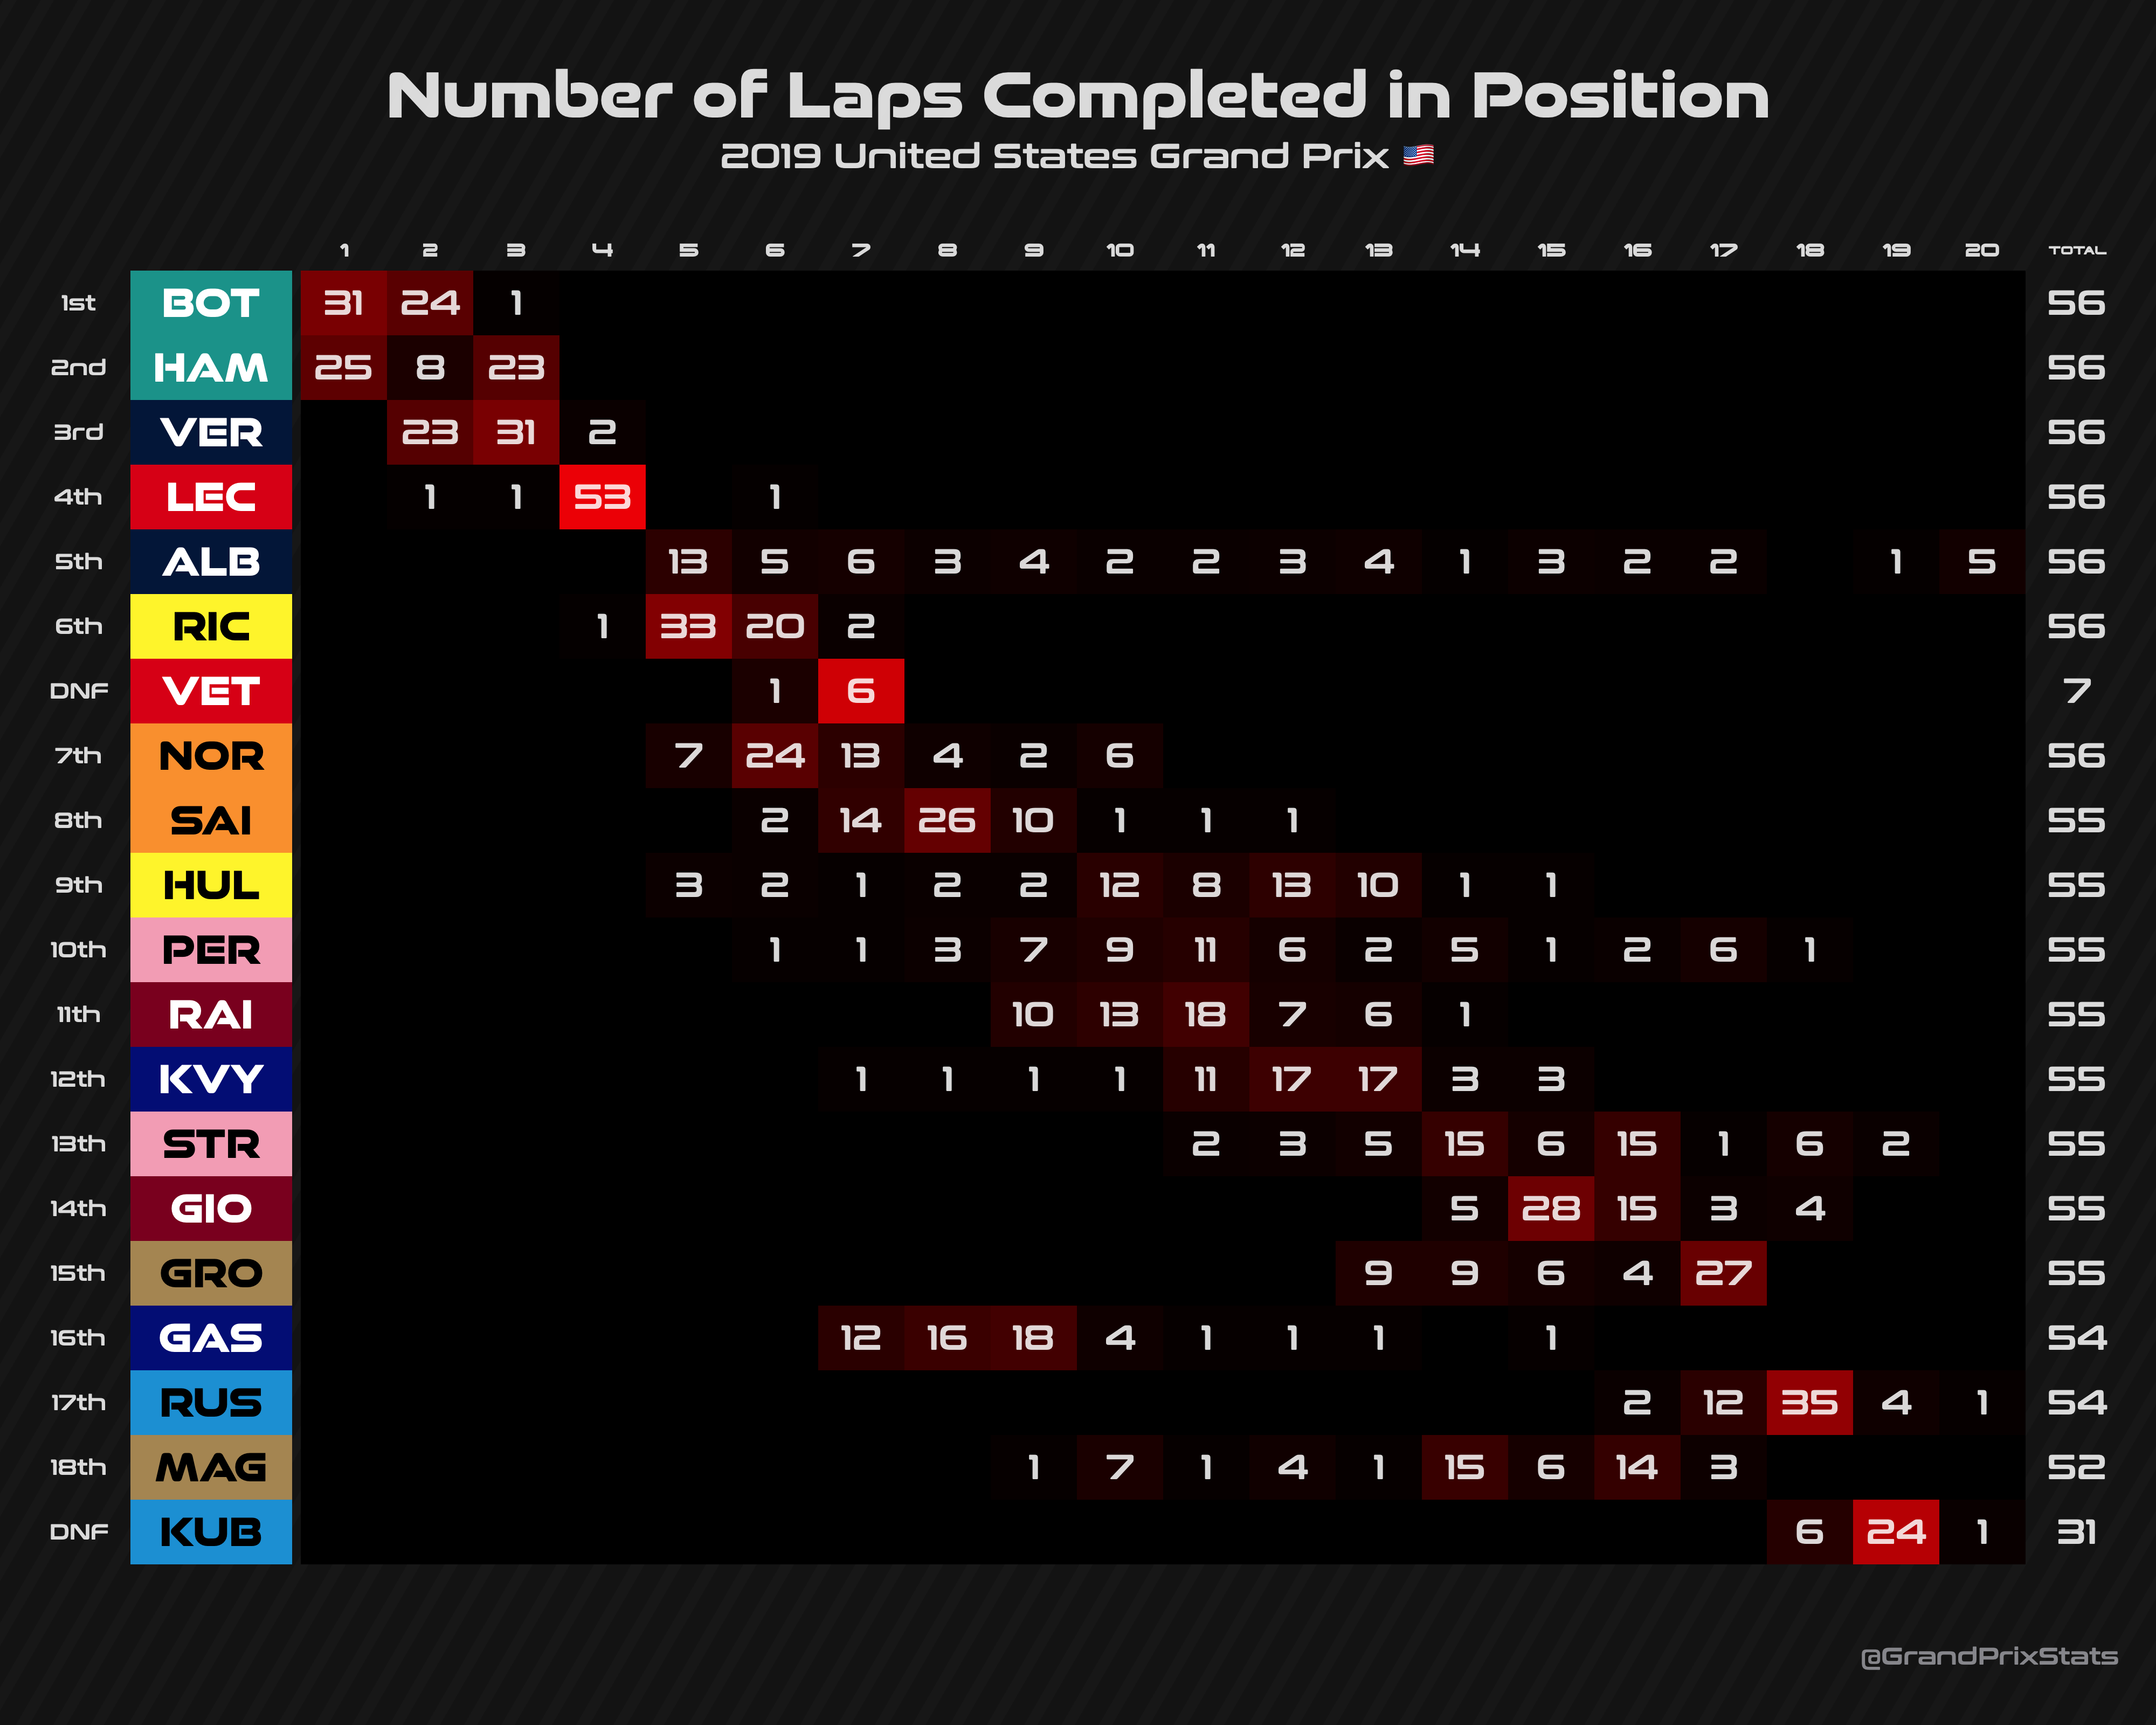 Number of Laps Completed in Position
2019 United States Grand Prix 🇺🇸
1 2 3 4 5 6 7 8 9 10 11 12 13 14 15 16 17 18 19 20 TOTAL
1st BOT 31 24 1 56
2nd HAM 25 8 23 56
3rd VER 23 31 2 56
4th LEC 1 1 53 1 56
5th ALB 13 5 6 3 4 2 2 3 4 1 3 2 2 1 5 56
6th RIC 1 33 20 2 56
DNF VET 1 6 7
7th NOR 7 24 13 4 2 6 56
8th SAI 2 14 26 10 1 1 1 55
9th HUL 3 2 1 2 2 12 8 13 10 1 1 55
10th PER 1 1 3 7 9 11 6 2 5 1 2 6 1 55
11th RAI 10 13 18 7 6 1 55
12th KVY 1 1 1 1 11 17 17 3 3 55
13th STR 2 3 5 15 6 15 1 6 2 55
14th GIO 5 28 15 3 4 55
15th GRO 9 9 6 4 27 55
16th GAS 12 16 18 4 1 1 1 1 54
17th RUS 2 12 35 4 1 54
18th MAG 1 7 1 4 1 15 6 14 3 52
DNF KUB 6 24 1 31
@GrandPrixStats